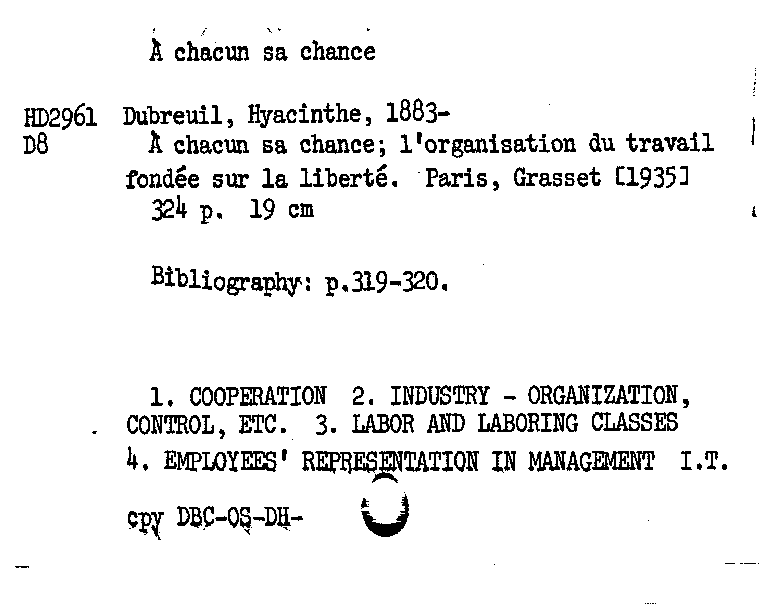 À chacun sa chance
HD2961 Dubreuil, Hyacinthe, 1883-
D8 À chacun sa chance; l'organisation du travail
fondée sur la liberté. Paris, Grasset [1935]
324 p. 19 cm
Bibliography: p.319-320.
1. COOPERATION 2. INDUSTRY - ORGANIZATION,
CONTROL, ETC. 3. LABOR AND LABORING CLASSES
4. EMPLOYEES' REPRESENTATION IN MANAGEMENT I.T.
cpy DBC-OS-DH-